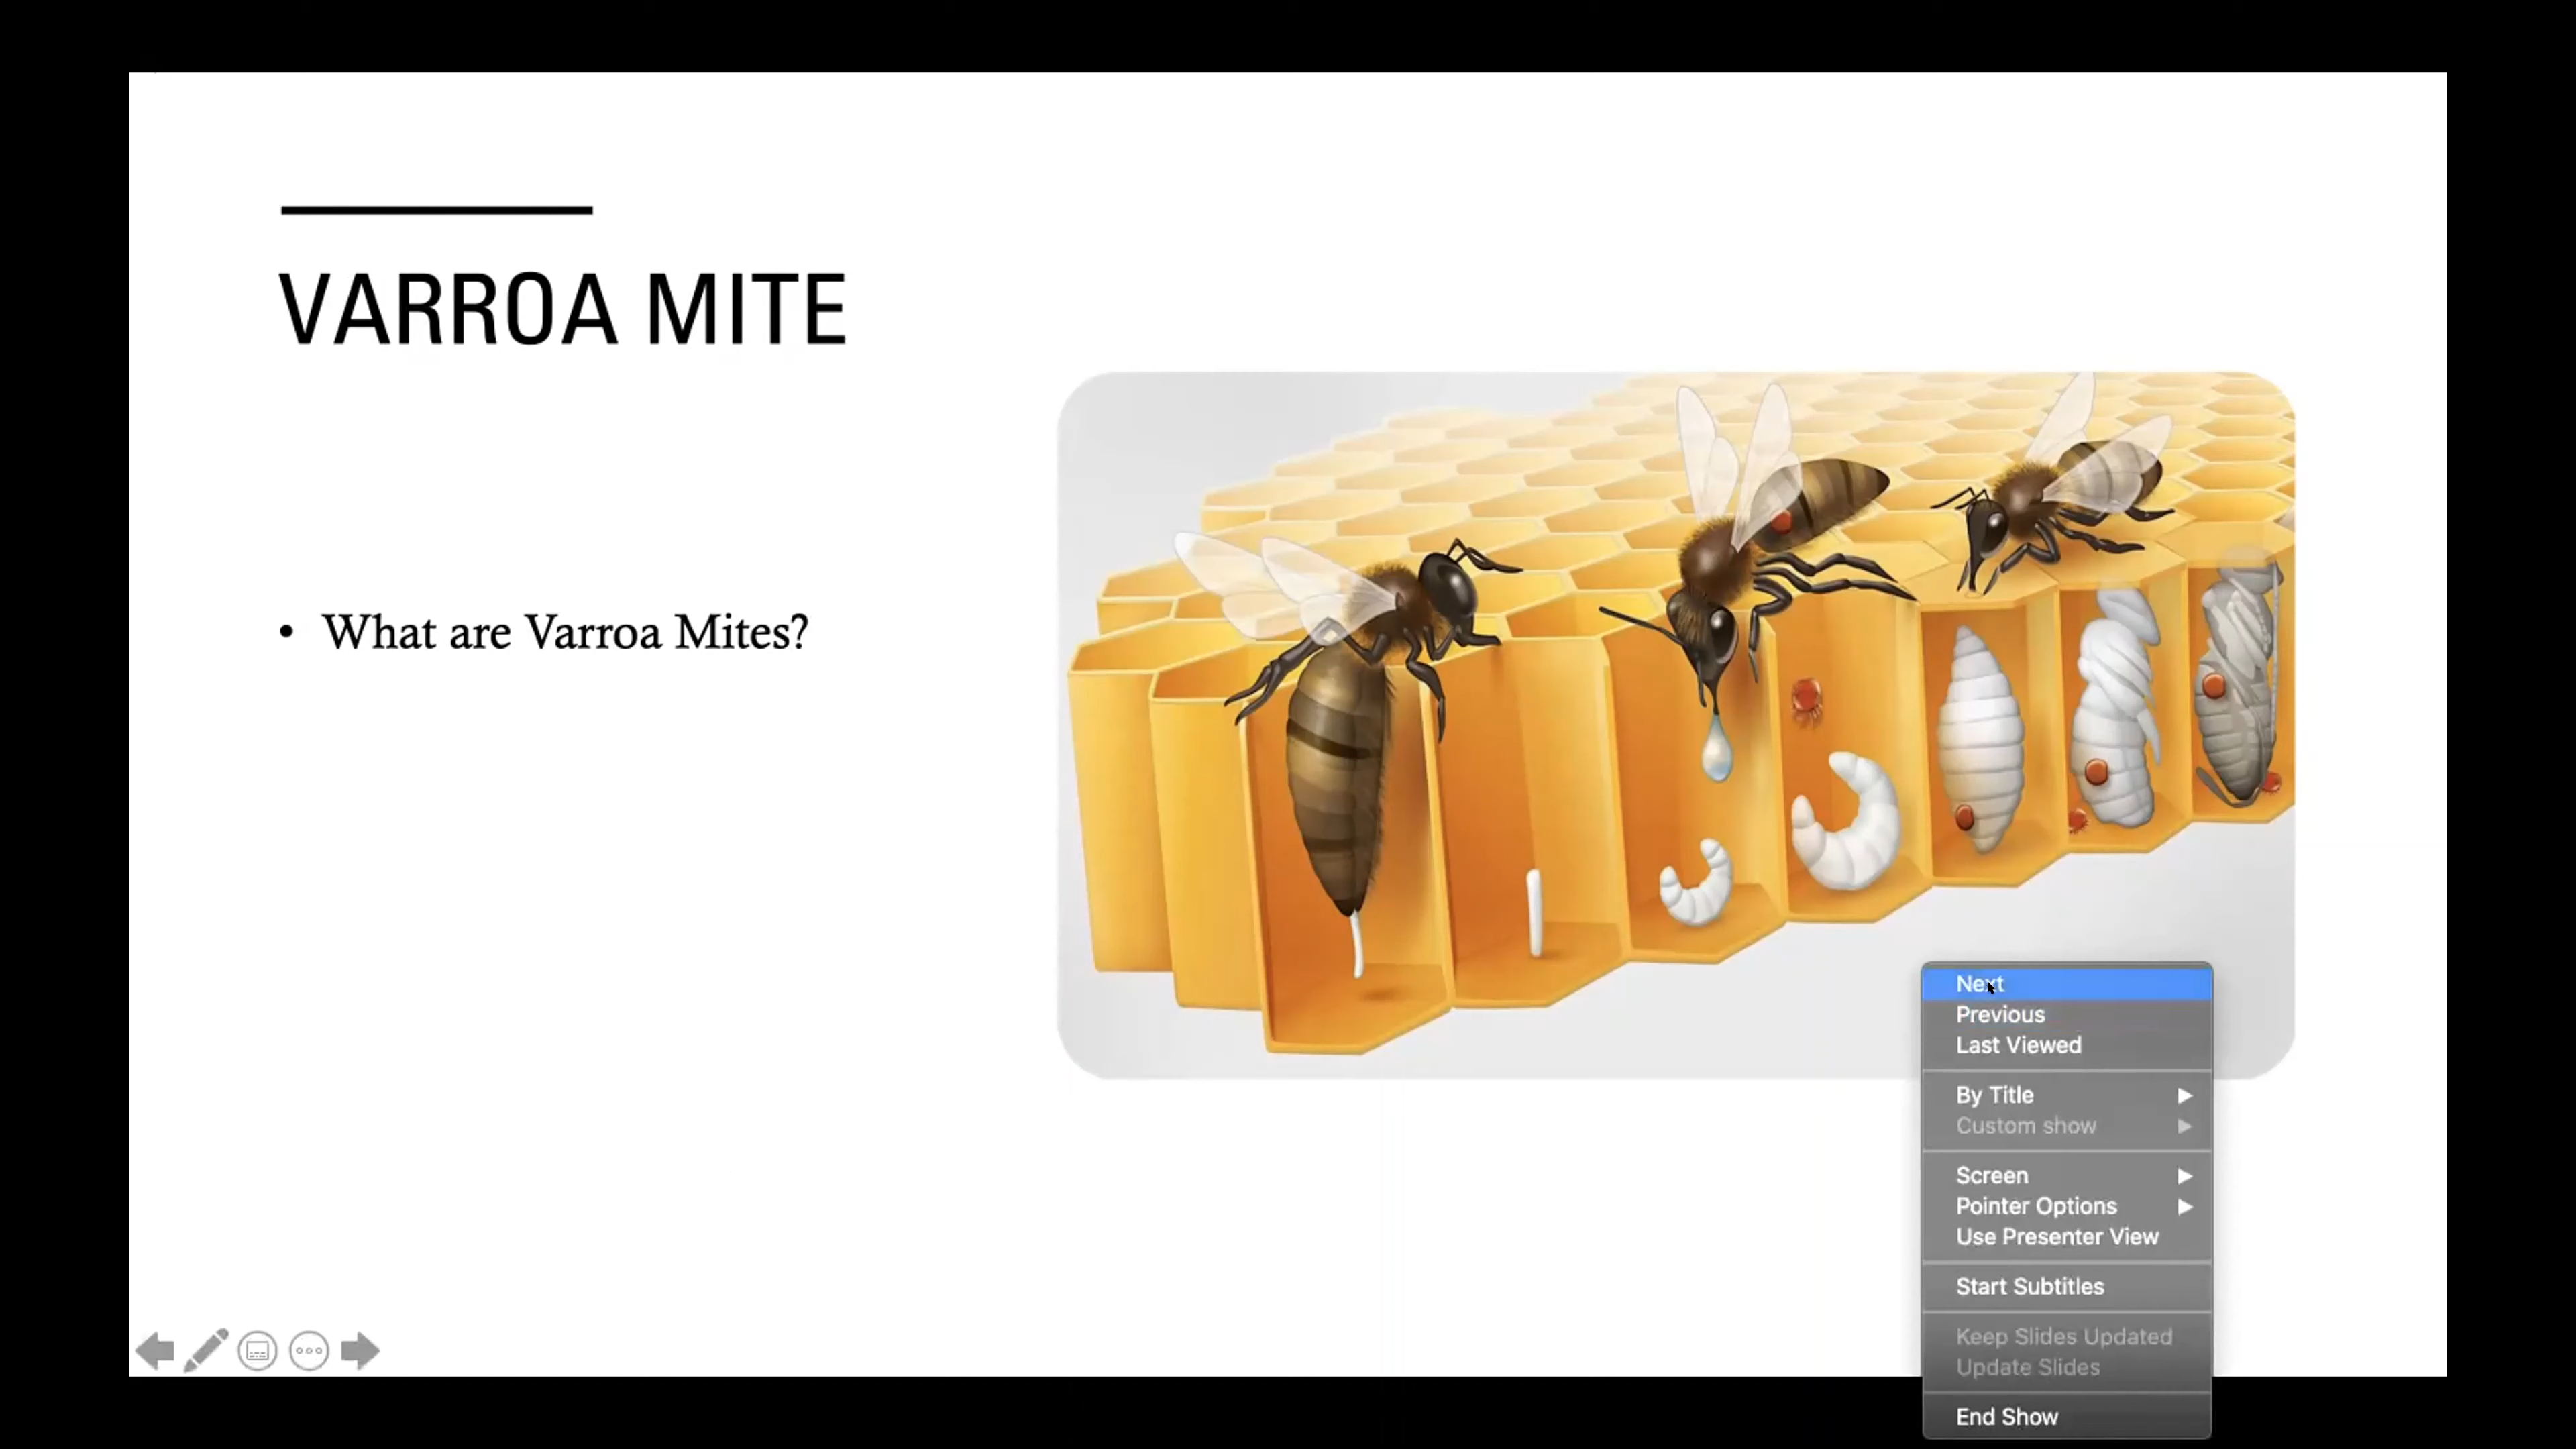 VARROA MITE
• What are Varroa Mites?
Next
Previous
Last Viewed
By Title
Custom show
Screen
Pointer Options
Use Presenter View
Start Subtitles
Keep Slides Updated
Update Slides
End Show